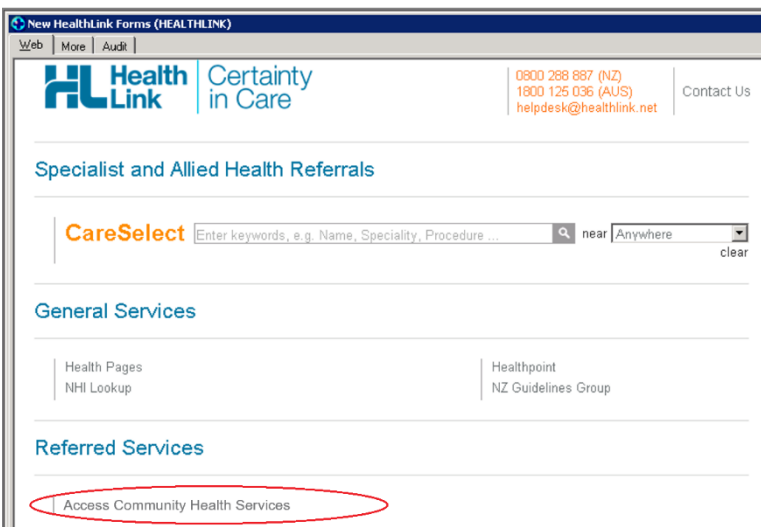 New HealthLink Forms (HEALTHLINK)
Web More Audit
Health Link
Certainty in Care
0800 288 887 (NZ)
1800 125 036 (AUS)
helpdesk@healthlink.net
Contact Us
Specialist and Allied Health Referrals
CareSelect Enter keywords, e.g. Name, Speciality, Procedure ... near Anywhere
clear
General Services
Health Pages Healthpoint
NHI Lookup NZ Guidelines Group
Referred Services
Access Community Health Services